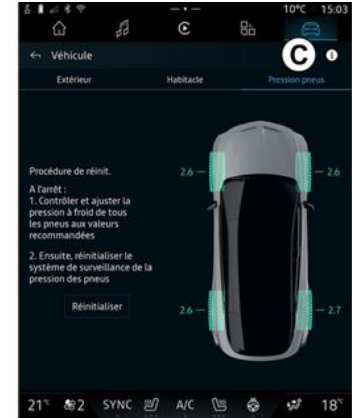 10°C 15:03
Véhicule
C
Extérieur Habitacle Pression pneus
2.6 2.6
Procédure de réinit.
A l'arrêt :
1. Contrôler et ajuster la
pression à froid de tous
les pneus aux valeurs
recommandées
2. Ensuite, réinitialiser le
système de surveillance de la
pression des pneus
Réinitialiser
2.6 2.7
21°C 2 SYNC A/C 18°C